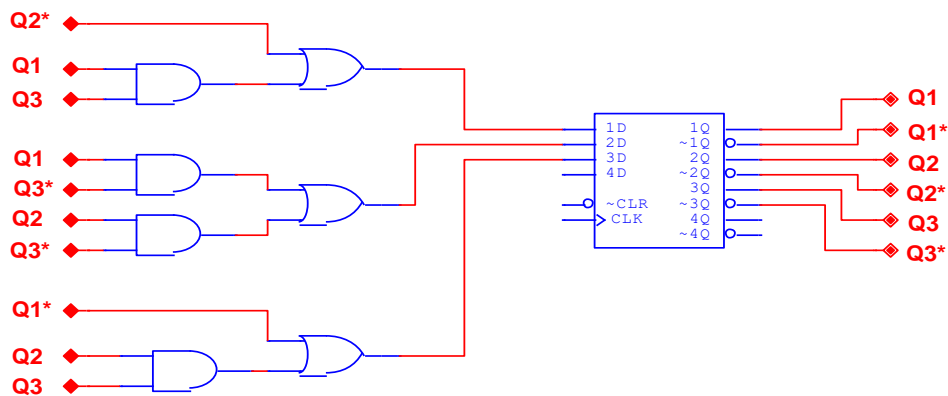 Q2*
Q1
Q3
Q1
Q3*
Q2
Q3*
Q1*
Q2
Q3
1D 1Q
2D ~1Q
3D 2Q
4D ~2Q
3Q
~CLR ~3Q
CLK 4Q
~4Q
Q1
Q1*
Q2
Q2*
Q3
Q3*